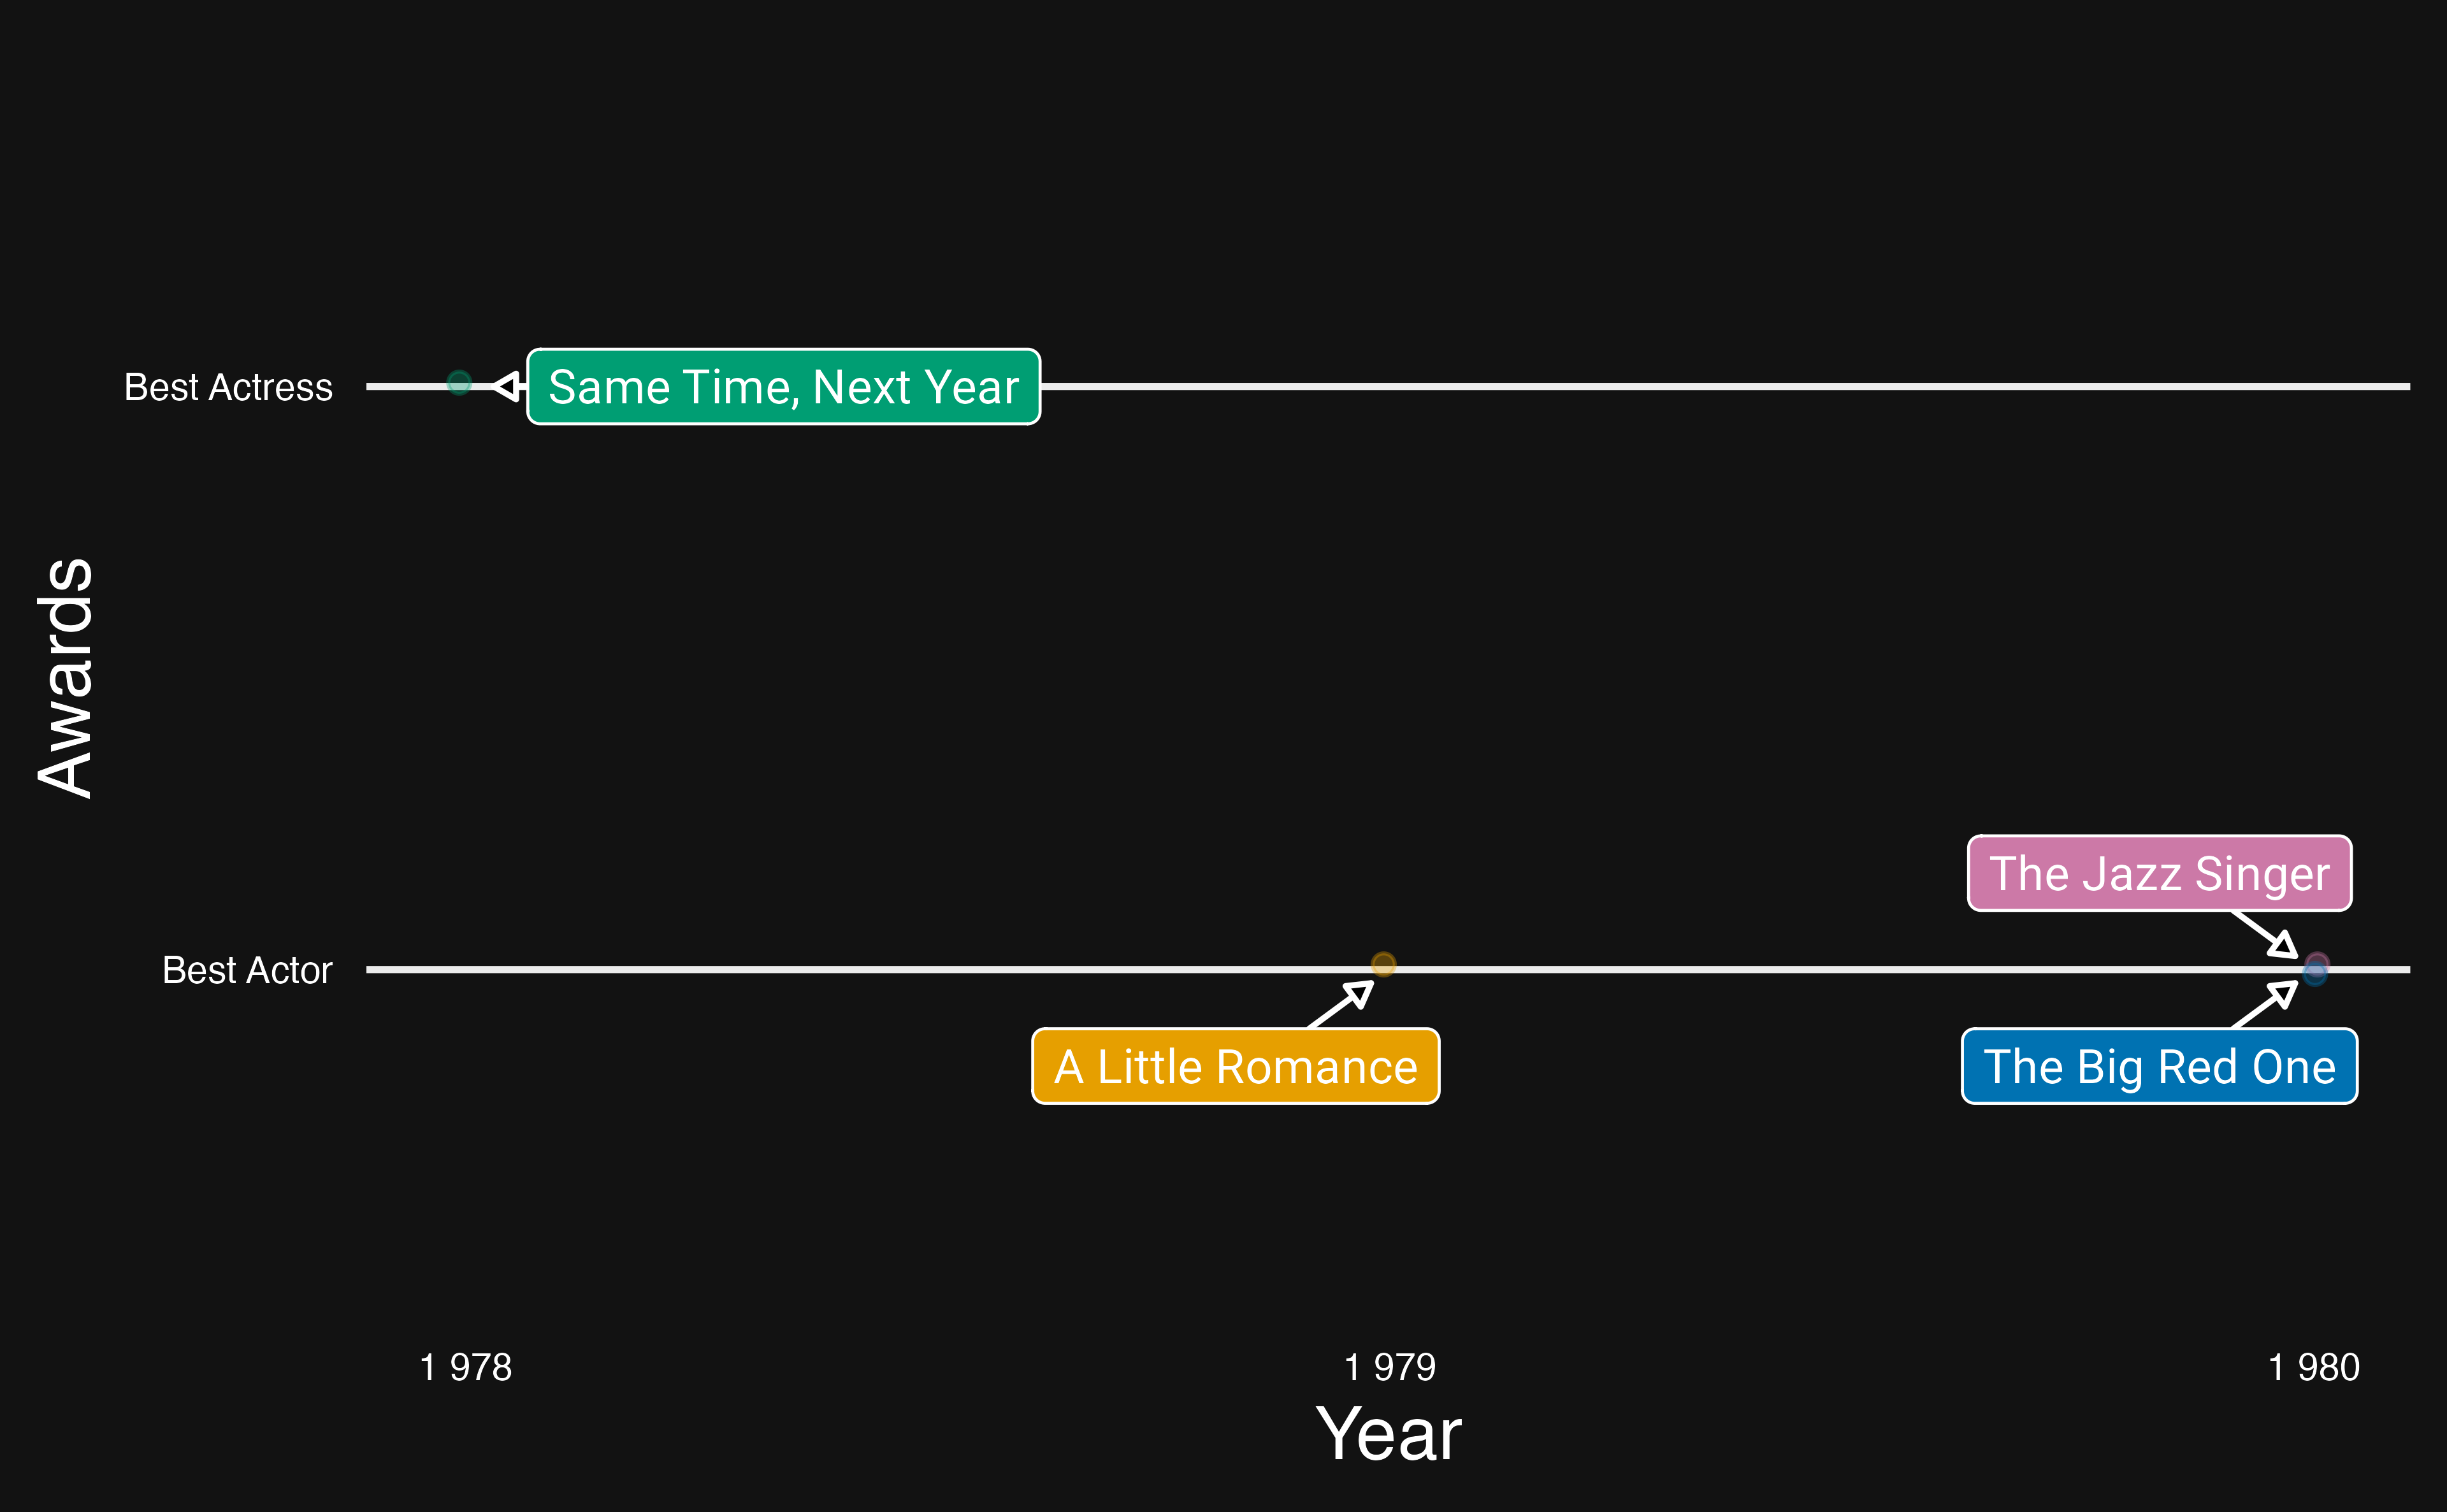 Best Actress
Same Time, Next Year
Awards
The Jazz Singer
Best Actor
A Little Romance
The Big Red One
1 978
1 979
1 980
Year